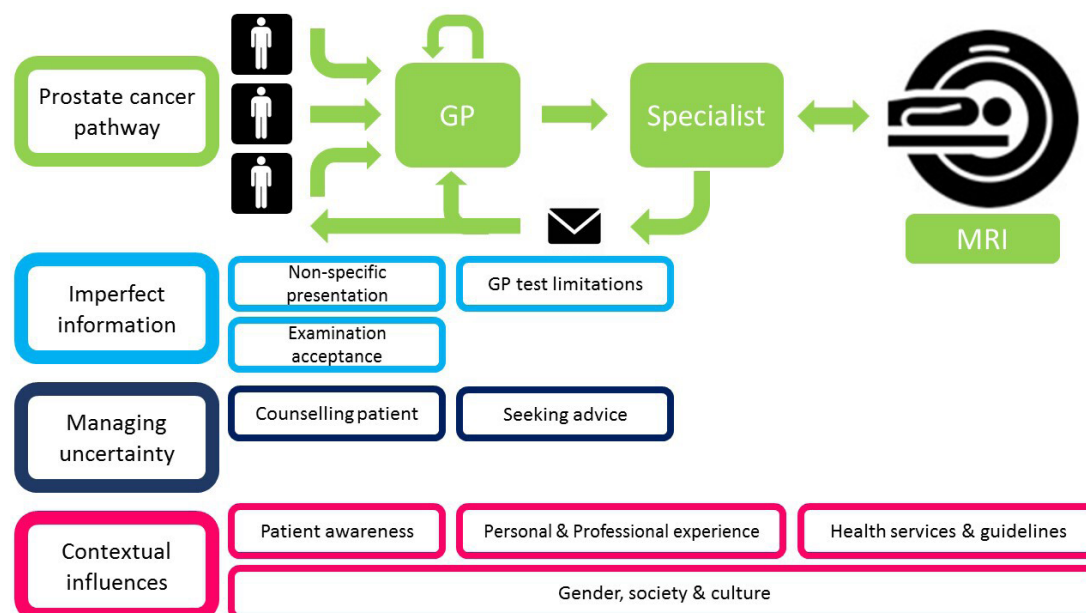 Prostate cancer
pathway
GP
Specialist
MRI
Imperfect
information
Non-specific
presentation
GP test limitations
Examination
acceptance
Managing
uncertainty
Counselling patient
Seeking advice
Contextual
influences
Patient awareness
Personal & Professional experience
Health services & guidelines
Gender, society & culture